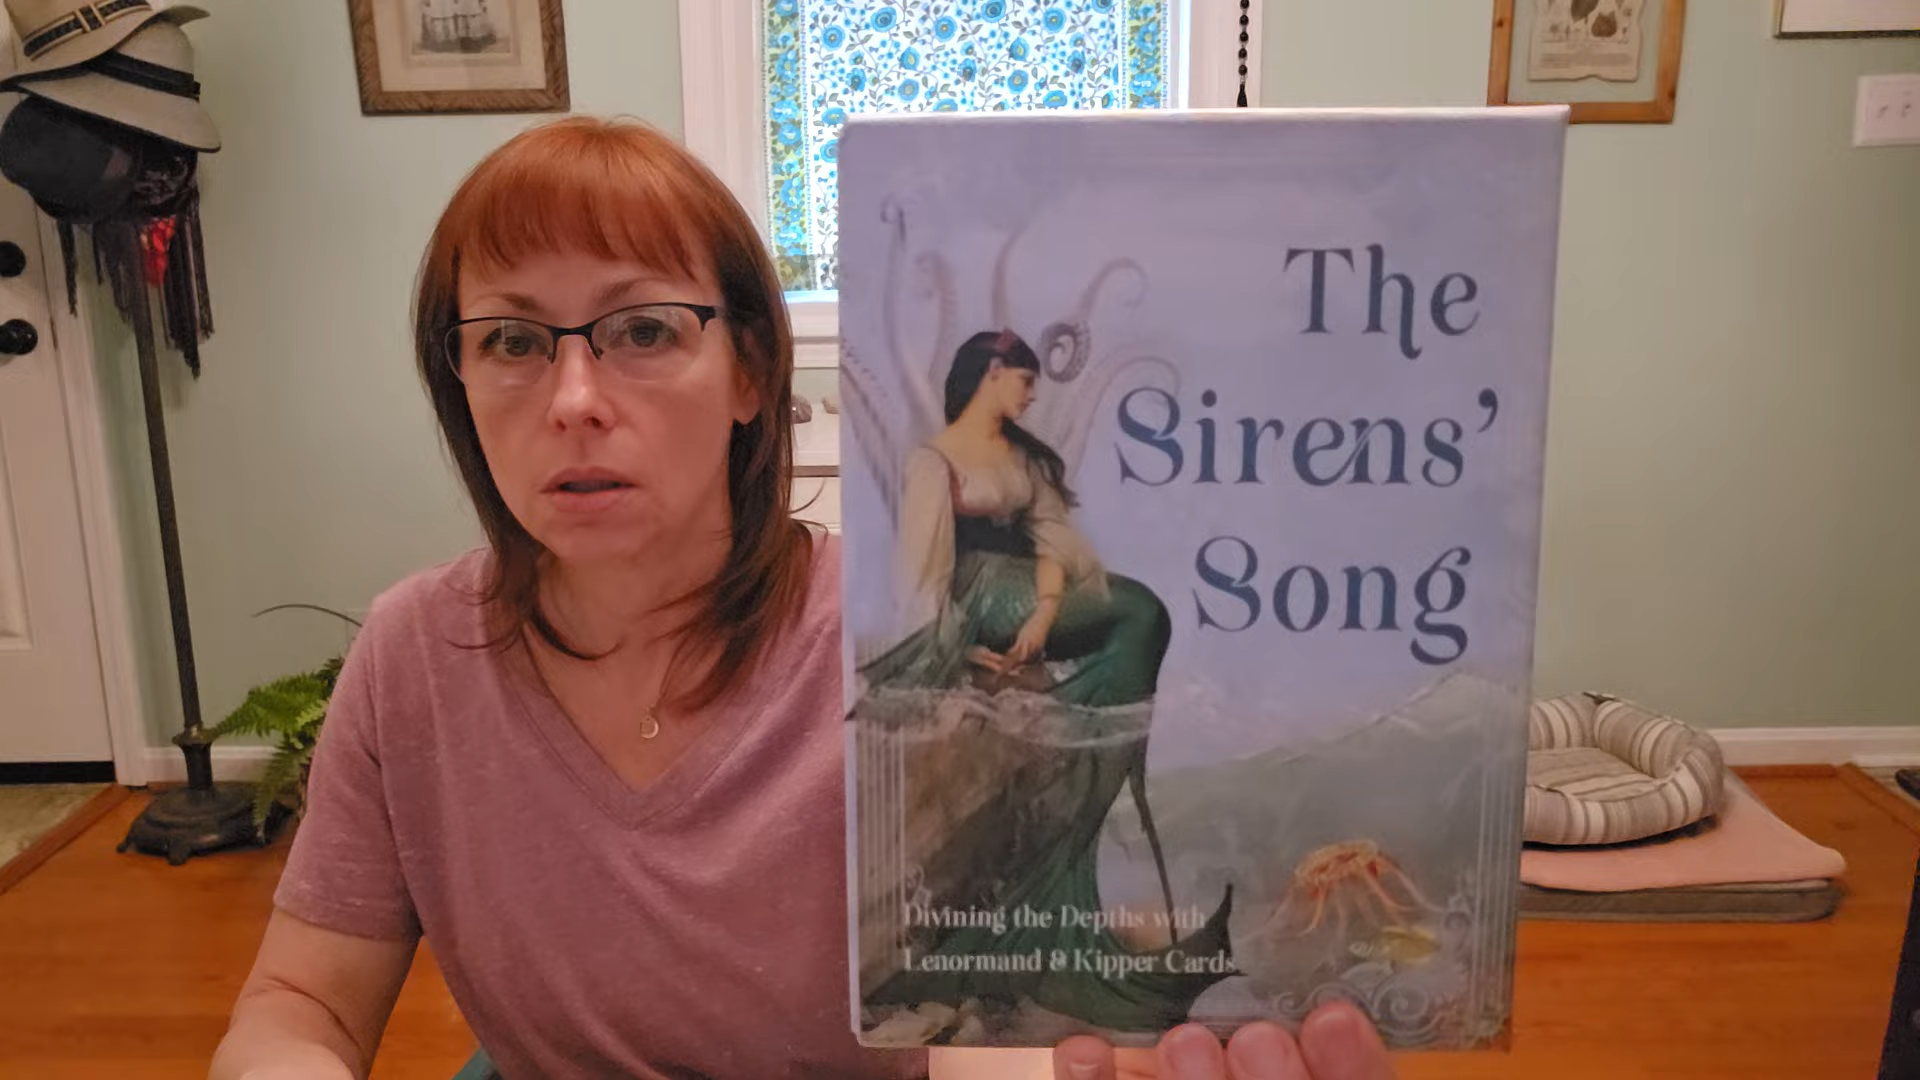 The
Sirens'
Song
Divining the Depths with
Lenormand & Kipper Cards